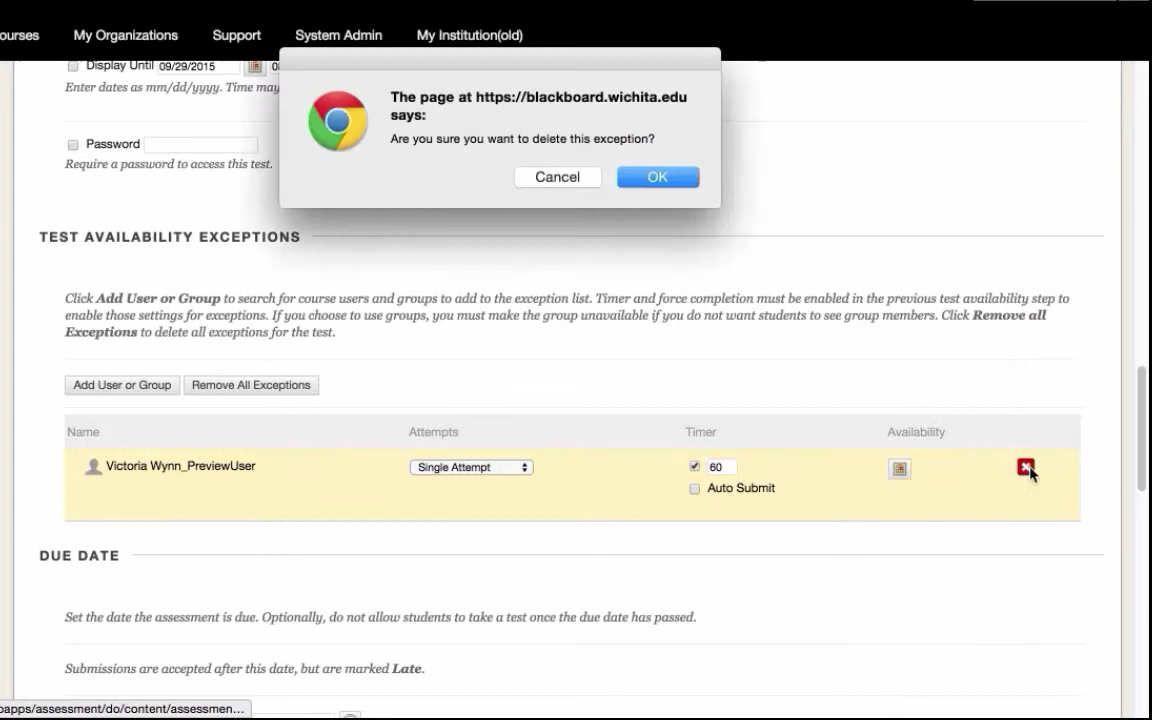 ourses My Organizations Support System Admin My Institution(old)
Display Until 09/29/2015 0
Enter dates as mm/dd/yyyy. Time may
Password
Require a password to access this test.
The page at https://blackboard.wichita.edu
says:
Are you sure you want to delete this exception?
Cancel OK
TEST AVAILABILITY EXCEPTIONS
Click Add User or Group to search for course users and groups to add to the exception list. Timer and force completion must be enabled in the previous test availability step to
enable those settings for exceptions. If you choose to use groups, you must make the group unavailable if you do not want students to see group members. Click Remove all
Exceptions to delete all exceptions for the test.
Add User or Group Remove All Exceptions
Name Attempts Timer Availability
Victoria Wynn_PreviewUser Single Attempt 60
Auto Submit
DUE DATE
Set the date the assessment is due. Optionally, do not allow students to take a test once the due date has passed.
Submissions are accepted after this date, but are marked Late.
oapps/assessment/do/content/assessmen...